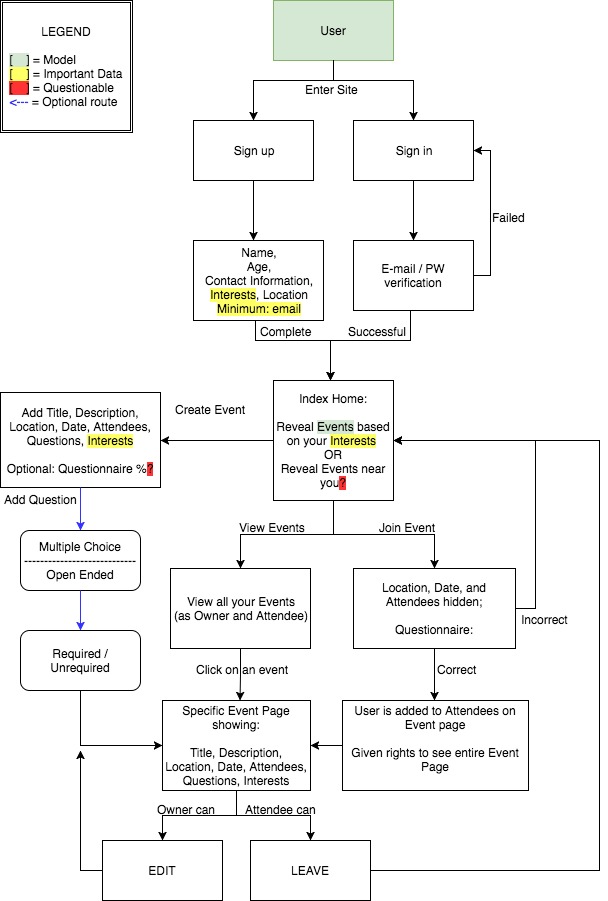 LEGEND
[   ] = Model
[   ] = Important Data
[   ] = Questionable
<--- = Optional route
User
Enter Site
Sign up
Sign in
Failed
Name,
Age,
Contact Information,
Interests, Location
Minimum: email
E-mail / PW
verification
Complete
Successful
Index Home:
Reveal Events based
on your Interests
OR
Reveal Events near
you?
Create Event
Add Title, Description,
Location, Date, Attendees,
Questions, Interests
Optional: Questionnaire %?
Add Question
Multiple Choice
-----------------------------
Open Ended
Required /
Unrequired
View Events
Join Event
View all your Events
(as Owner and Attendee)
Location, Date, and
Attendees hidden;
Questionnaire:
Incorrect
Click on an event
Correct
Specific Event Page
showing:
Title, Description,
Location, Date, Attendees,
Questions, Interests
User is added to Attendees on
Event page
Given rights to see entire Event
Page
Owner can
Attendee can
EDIT
LEAVE